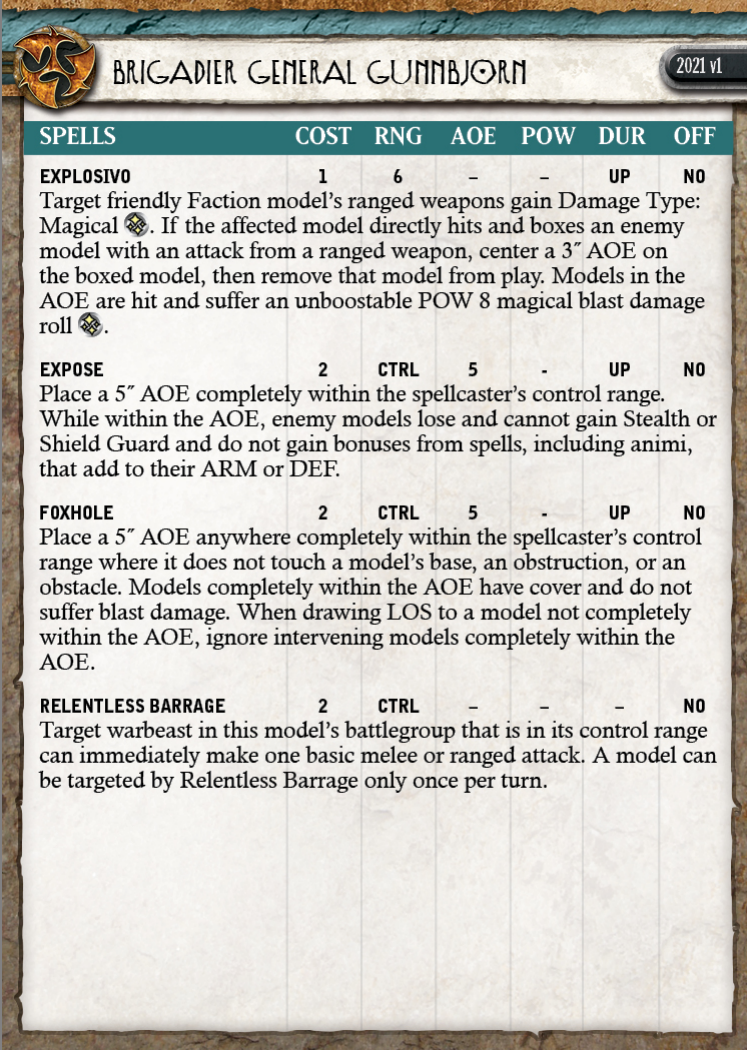 BRIGADIER GENERAL GUNNBJORN
2021 v1
SPELLS COST RNG AOE POW DUR OFF
EXPLOSIVO 1 6 – – UP NO
Target friendly Faction model’s ranged weapons gain Damage Type:
Magical . If the affected model directly hits and boxes an enemy
model with an attack from a ranged weapon, center a 3˝ AOE on
the boxed model, then remove that model from play. Models in the
AOE are hit and suffer an unboostable POW 8 magical blast damage
roll .
EXPOSE 2 CTRL 5 - UP NO
Place a 5˝ AOE completely within the spellcaster’s control range.
While within the AOE, enemy models lose and cannot gain Stealth or
Shield Guard and do not gain bonuses from spells, including animi,
that add to their ARM or DEF.
FOXHOLE 2 CTRL 5 - UP NO
Place a 5˝ AOE anywhere completely within the spellcaster’s control
range where it does not touch a model’s base, an obstruction, or an
obstacle. Models completely within the AOE have cover and do not
suffer blast damage. When drawing LOS to a model not completely
within the AOE, ignore intervening models completely within the
AOE.
RELENTLESS BARRAGE 2 CTRL – – – NO
Target warbeast in this model’s battlegroup that is in its control range
can immediately make one basic melee or ranged attack. A model can
be targeted by Relentless Barrage only once per turn.